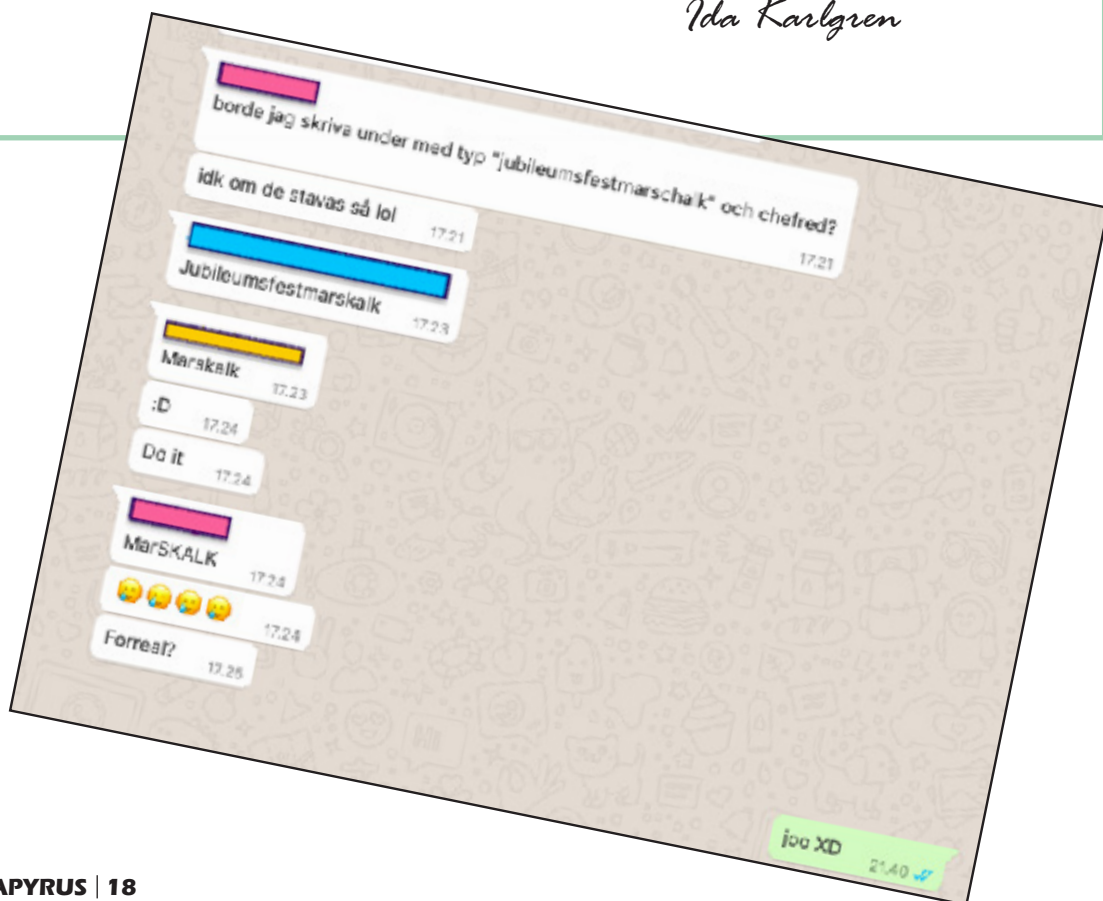 Ida Karlgren
borde jag skriva under med typ "jubileumsfestmarschalk" och chefred?
17.21
idk om de stavas så lol
17.21
Jubileumsfestmarskalk
17.23
Marskalk
17.23
:D
17.24
Do it
17.24
MarSKALK
17.24
😥😥😥😥
17.24
Forreal?
17.25
joo XD
21.40
APYRUS | 18